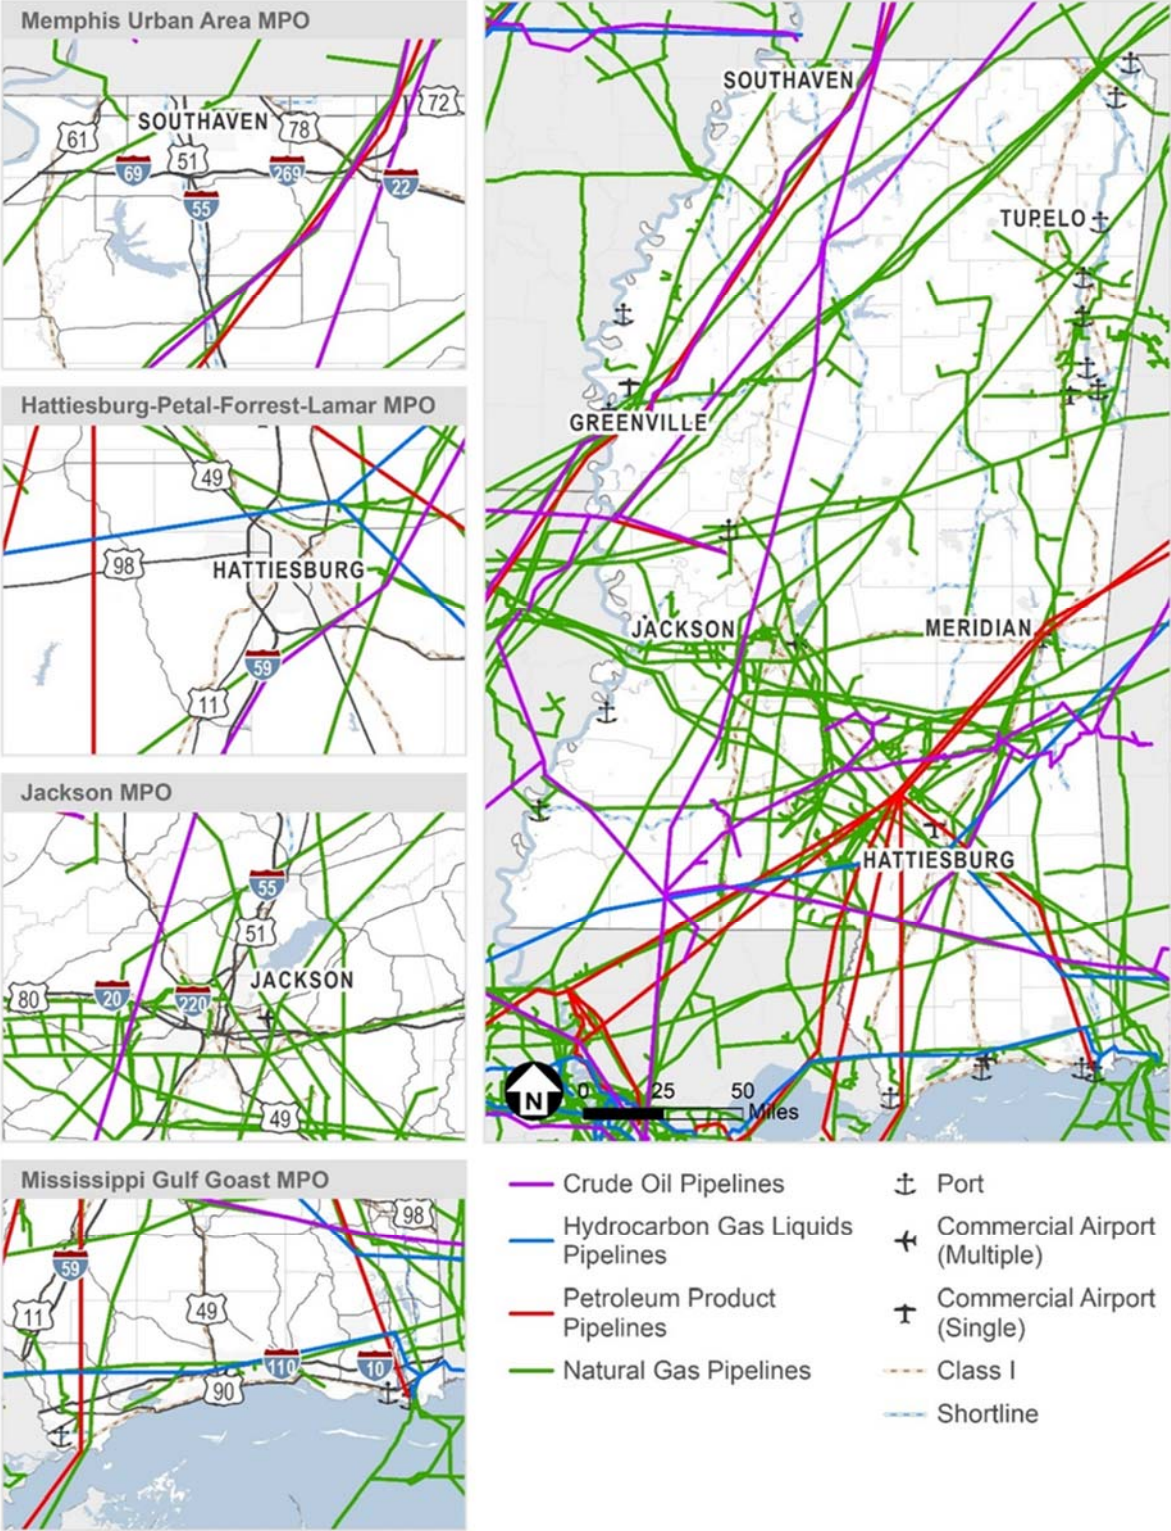 Memphis Urban Area MPO
72
61
SOUTHAVEN
78
51
69
269
22
55
Hattiesburg-Petal-Forrest-Lamar MPO
49
98
HATTIESBURG
59
11
Jackson MPO
55
51
JACKSON
80
20
220
49
Mississippi Gulf Goast MPO
98
59
11
49
110
10
90
SOUTHAVEN
TUPELO
GREENVILLE
JACKSON
MERIDIAN
HATTIESBURG
N
0 25 50
Miles
Crude Oil Pipelines
Hydrocarbon Gas Liquids
Pipelines
Petroleum Product
Pipelines
Natural Gas Pipelines
Port
Commercial Airport
(Multiple)
Commercial Airport
(Single)
Class I
Shortline